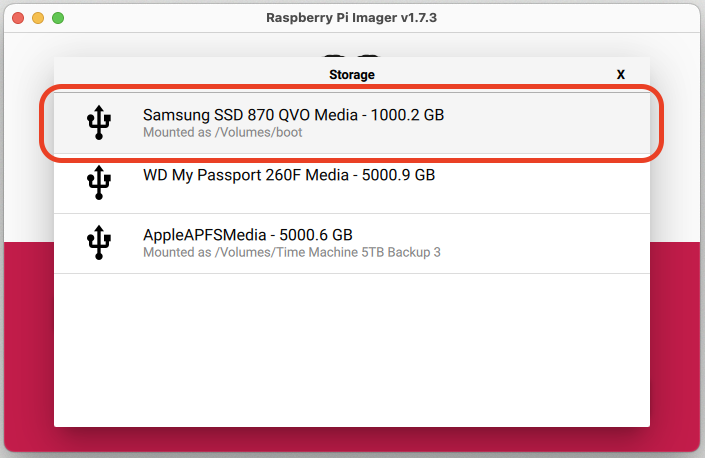 Raspberry Pi Imager v1.7.3
Storage
X
Samsung SSD 870 QVO Media - 1000.2 GB
Mounted as /Volumes/boot
WD My Passport 260F Media - 5000.9 GB
AppleAPFSMedia - 5000.6 GB
Mounted as /Volumes/Time Machine 5TB Backup 3